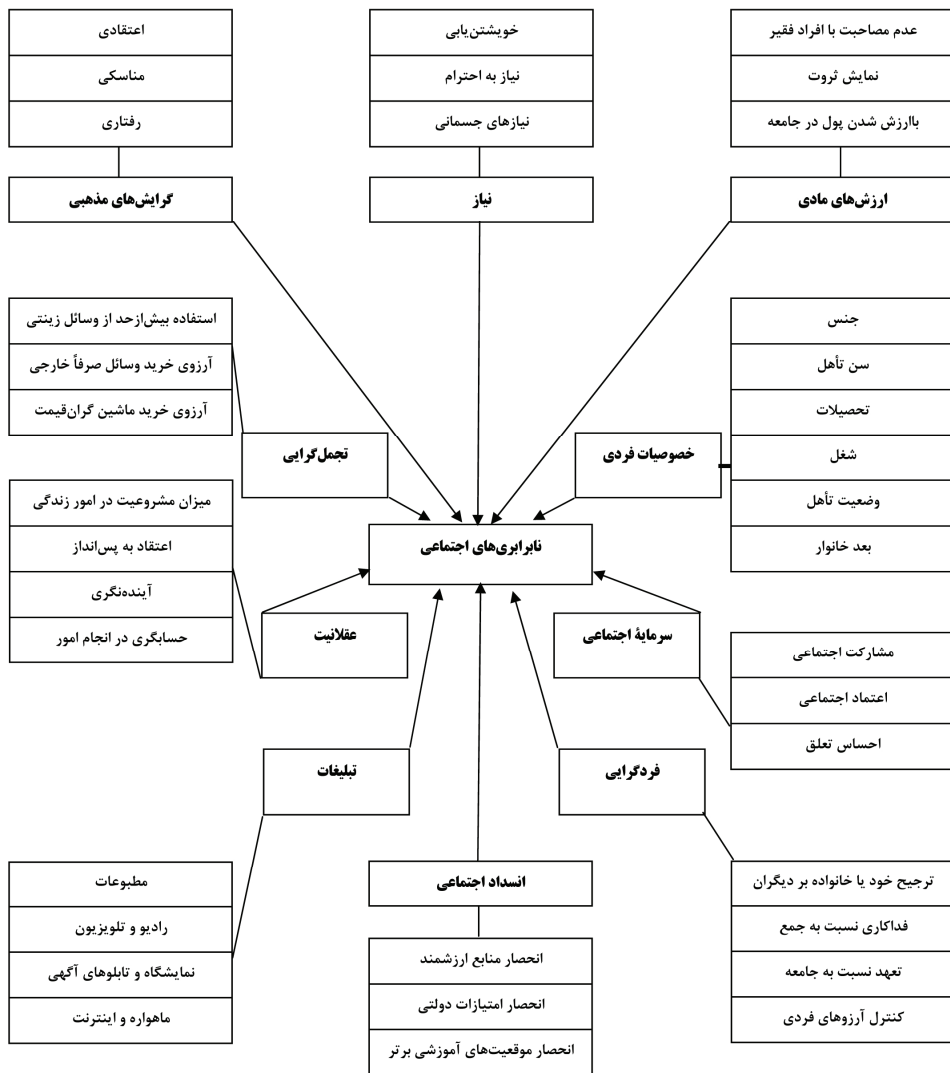 عدم مصاحبت با افراد فقیر
نمایش ثروت
باارزش شدن پول در جامعه
ارزش‌های مادی
خویشتن‌یابی
نیاز به احترام
نیازهای جسمانی
نیاز
اعتقادی
مناسکی
رفتاری
گرایش‌های مذهبی
جنس
سن تأهل
تحصیلات
شغل
وضعیت تأهل
بعد خانوار
خصوصیات فردی
استفاده بیش‌ازحد از وسائل زینتی
آرزوی خرید وسائل صرفاً خارجی
آرزوی خرید ماشین گران‌قیمت
تجمل‌گرایی
نابرابری‌های اجتماعی
میزان مشروعیت در امور زندگی
اعتقاد به پس‌انداز
آینده‌نگری
حسابگری در انجام امور
عقلانیت
سرمایۀ اجتماعی
مشارکت اجتماعی
اعتماد اجتماعی
احساس تعلق
فردگرایی
تبلیغات
ترجیح خود یا خانواده بر دیگران
فداکاری نسبت به جمع
تعهد نسبت به جامعه
کنترل آرزوهای فردی
انسداد اجتماعی
انحصار منابع ارزشمند
انحصار امتیازات دولتی
انحصار موقعیت‌های آموزشی برتر
مطبوعات
رادیو و تلویزیون
نمایشگاه و تابلوهای آگهی
ماهواره و اینترنت